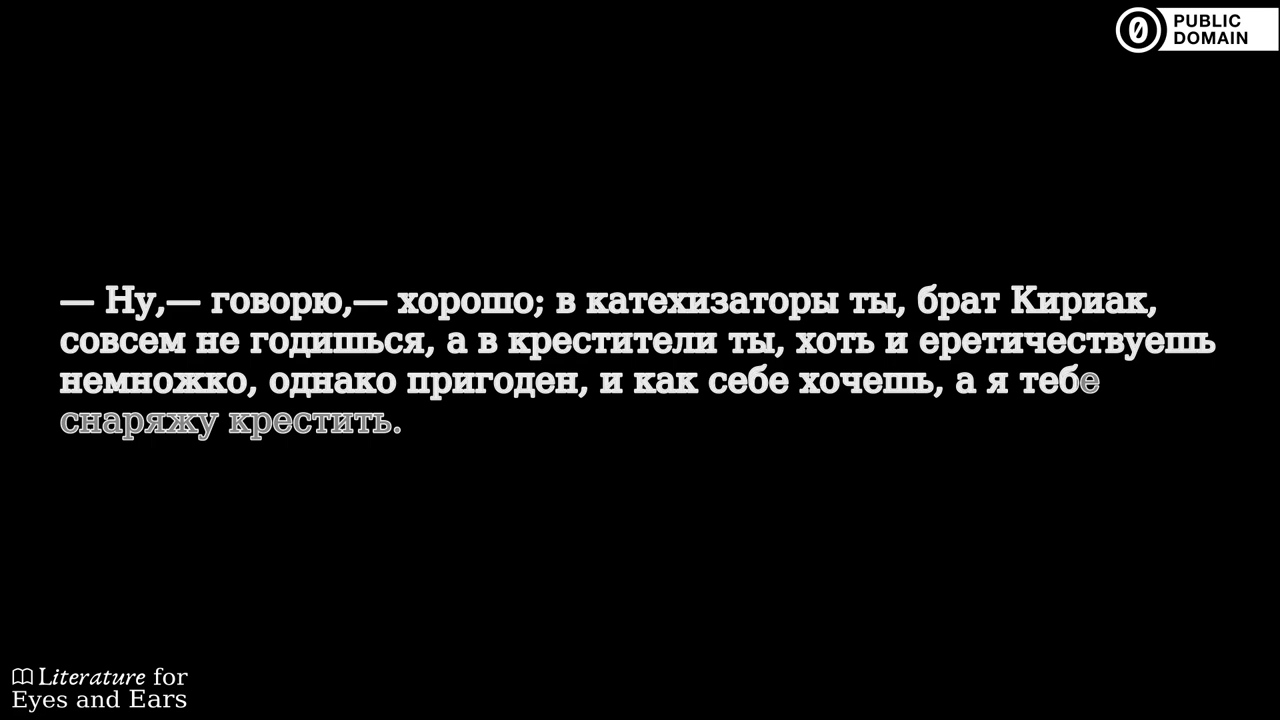 PUBLIC
DOMAIN
— Ну,— говорю,— хорошо; в катехизаторы ты, брат Кириак,
совсем не годишься, а в крестители ты, хоть и еретичествуешь
немножко, однако пригоден, и как себе хочешь, а я тебе
снаряжу крестить.
Literature for
Eyes and Ears